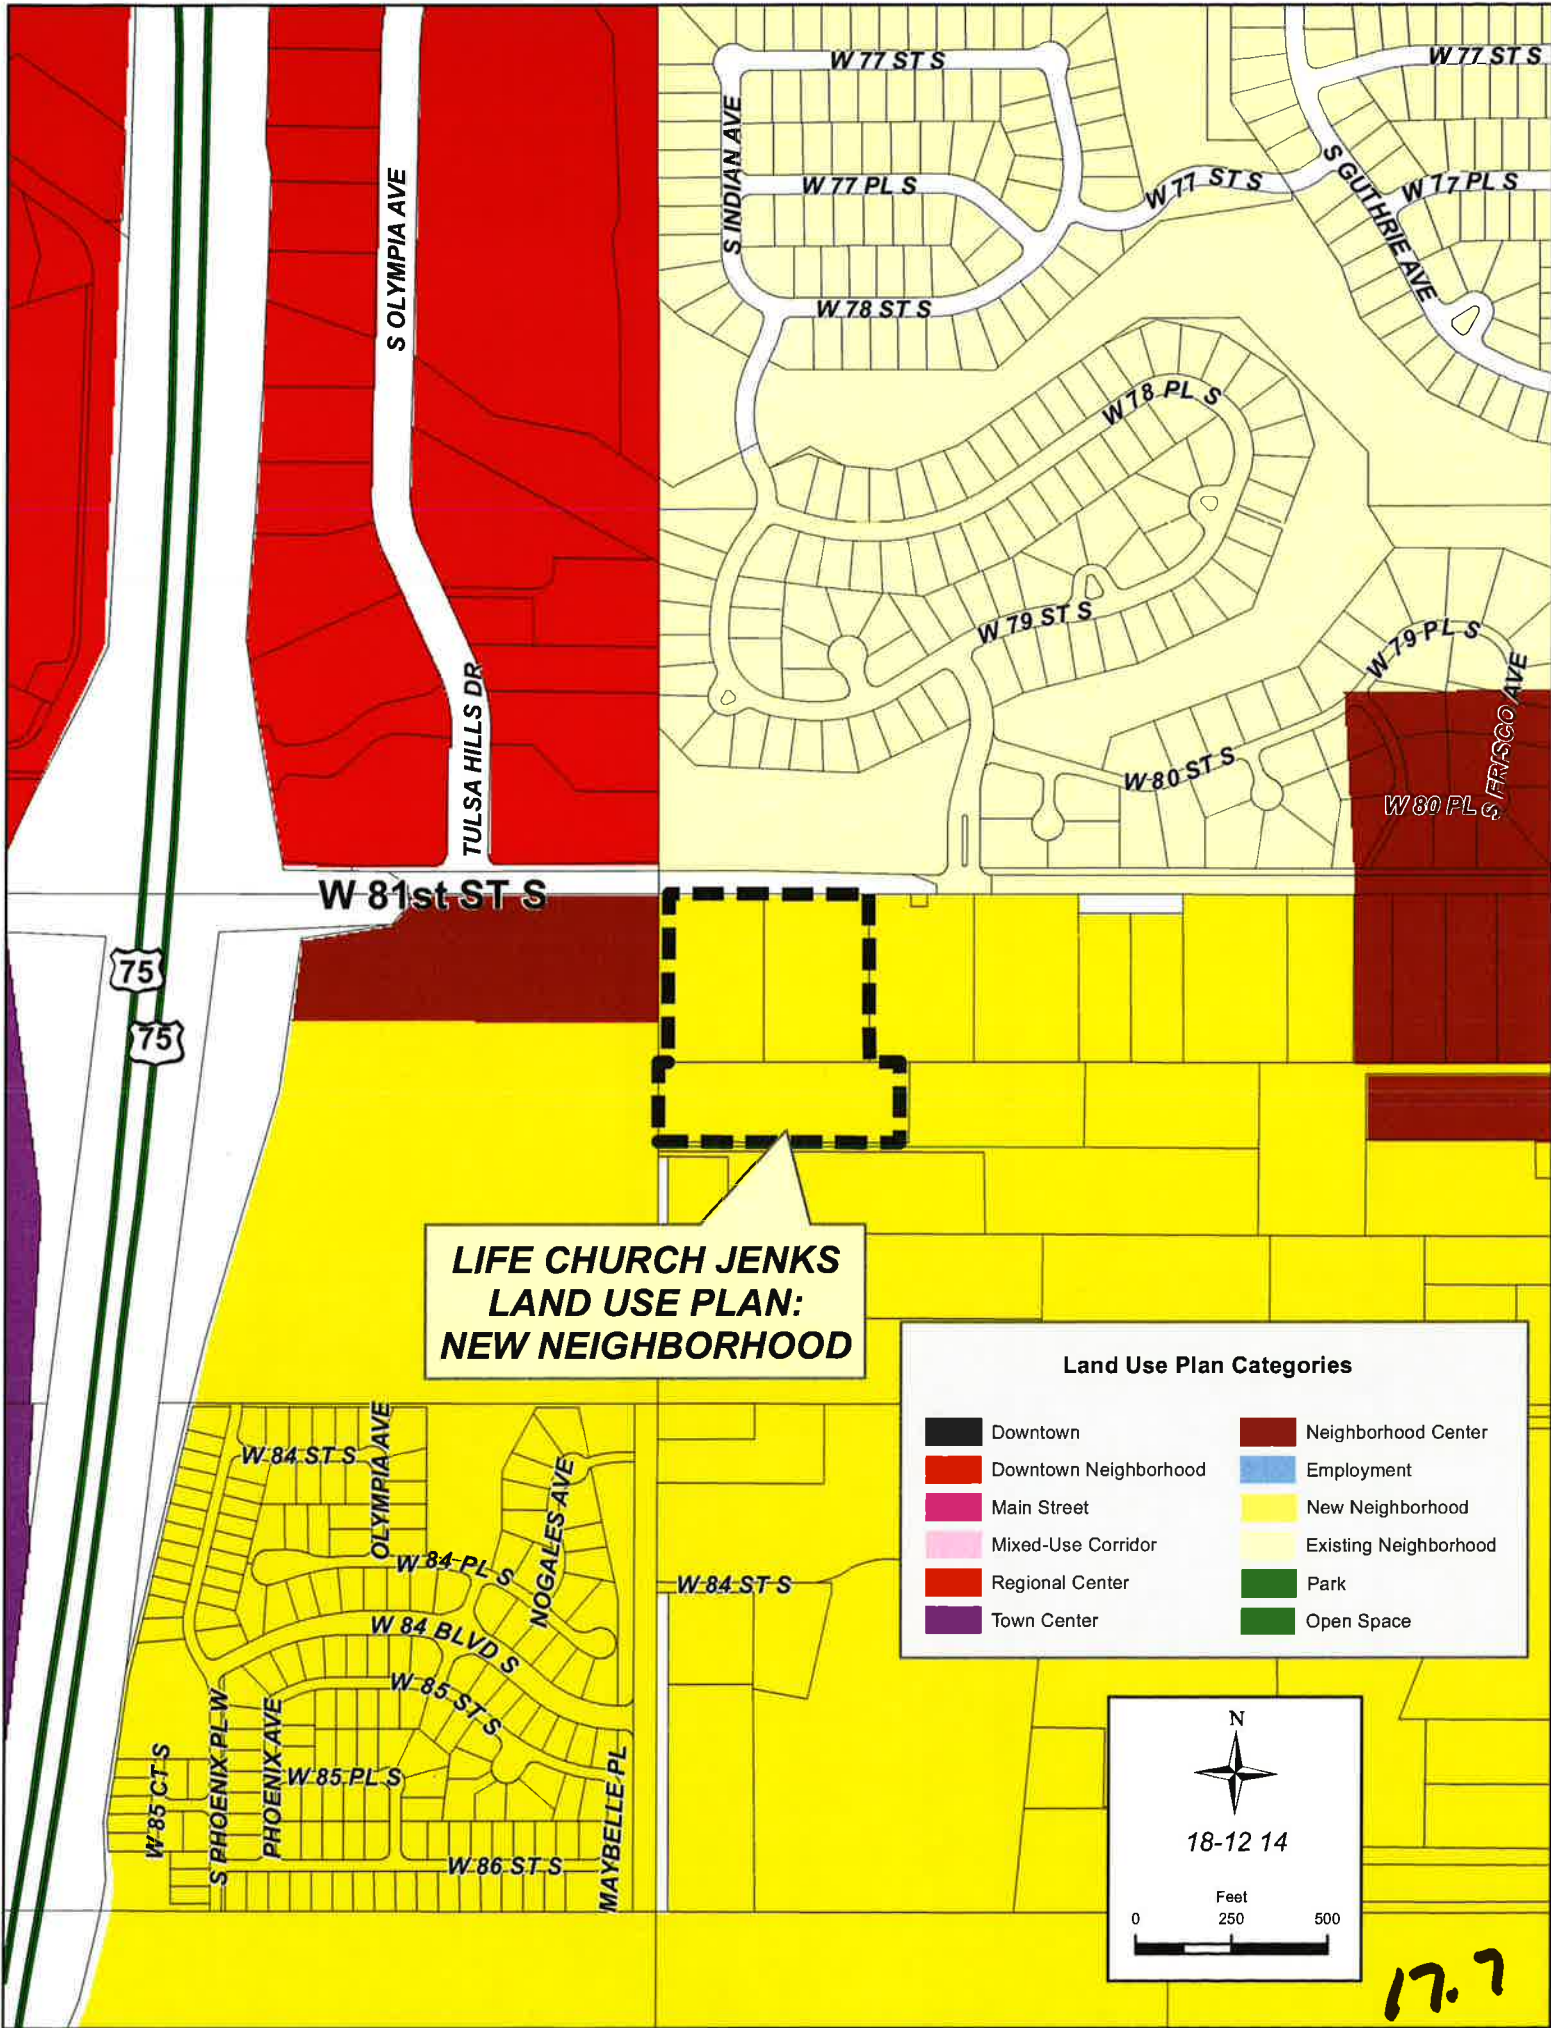 W 77 ST S
W 77 ST S
S INDIAN AVE
S OLYMPIA AVE
W 77 PL S
W 77 ST S
S GUTHRIE AVE
W 77 PL S
W 78 ST S
W 78 PL S
W 79 ST S
W 79 PL S
S FRISCO AVE
TULSA HILLS DR
W 80 ST S
W 80 PL S
W 81st ST S
75
75
LIFE CHURCH JENKS
LAND USE PLAN:
NEW NEIGHBORHOOD
Land Use Plan Categories
Downtown
Downtown Neighborhood
Main Street
Mixed-Use Corridor
Regional Center
Town Center
Neighborhood Center
Employment
New Neighborhood
Existing Neighborhood
Park
Open Space
W 84 ST S
OLYMPIA AVE
NOGALES AVE
W 84 PL S
W 84 ST S
W 84 BLVD S
W 85 ST S
S PHOENIX PL W
PHOENIX AVE
W 85 CT S
W 85 PL S
MAYBELLE PL
W 86 ST S
N
18-12 14
Feet
0 250 500
17.7